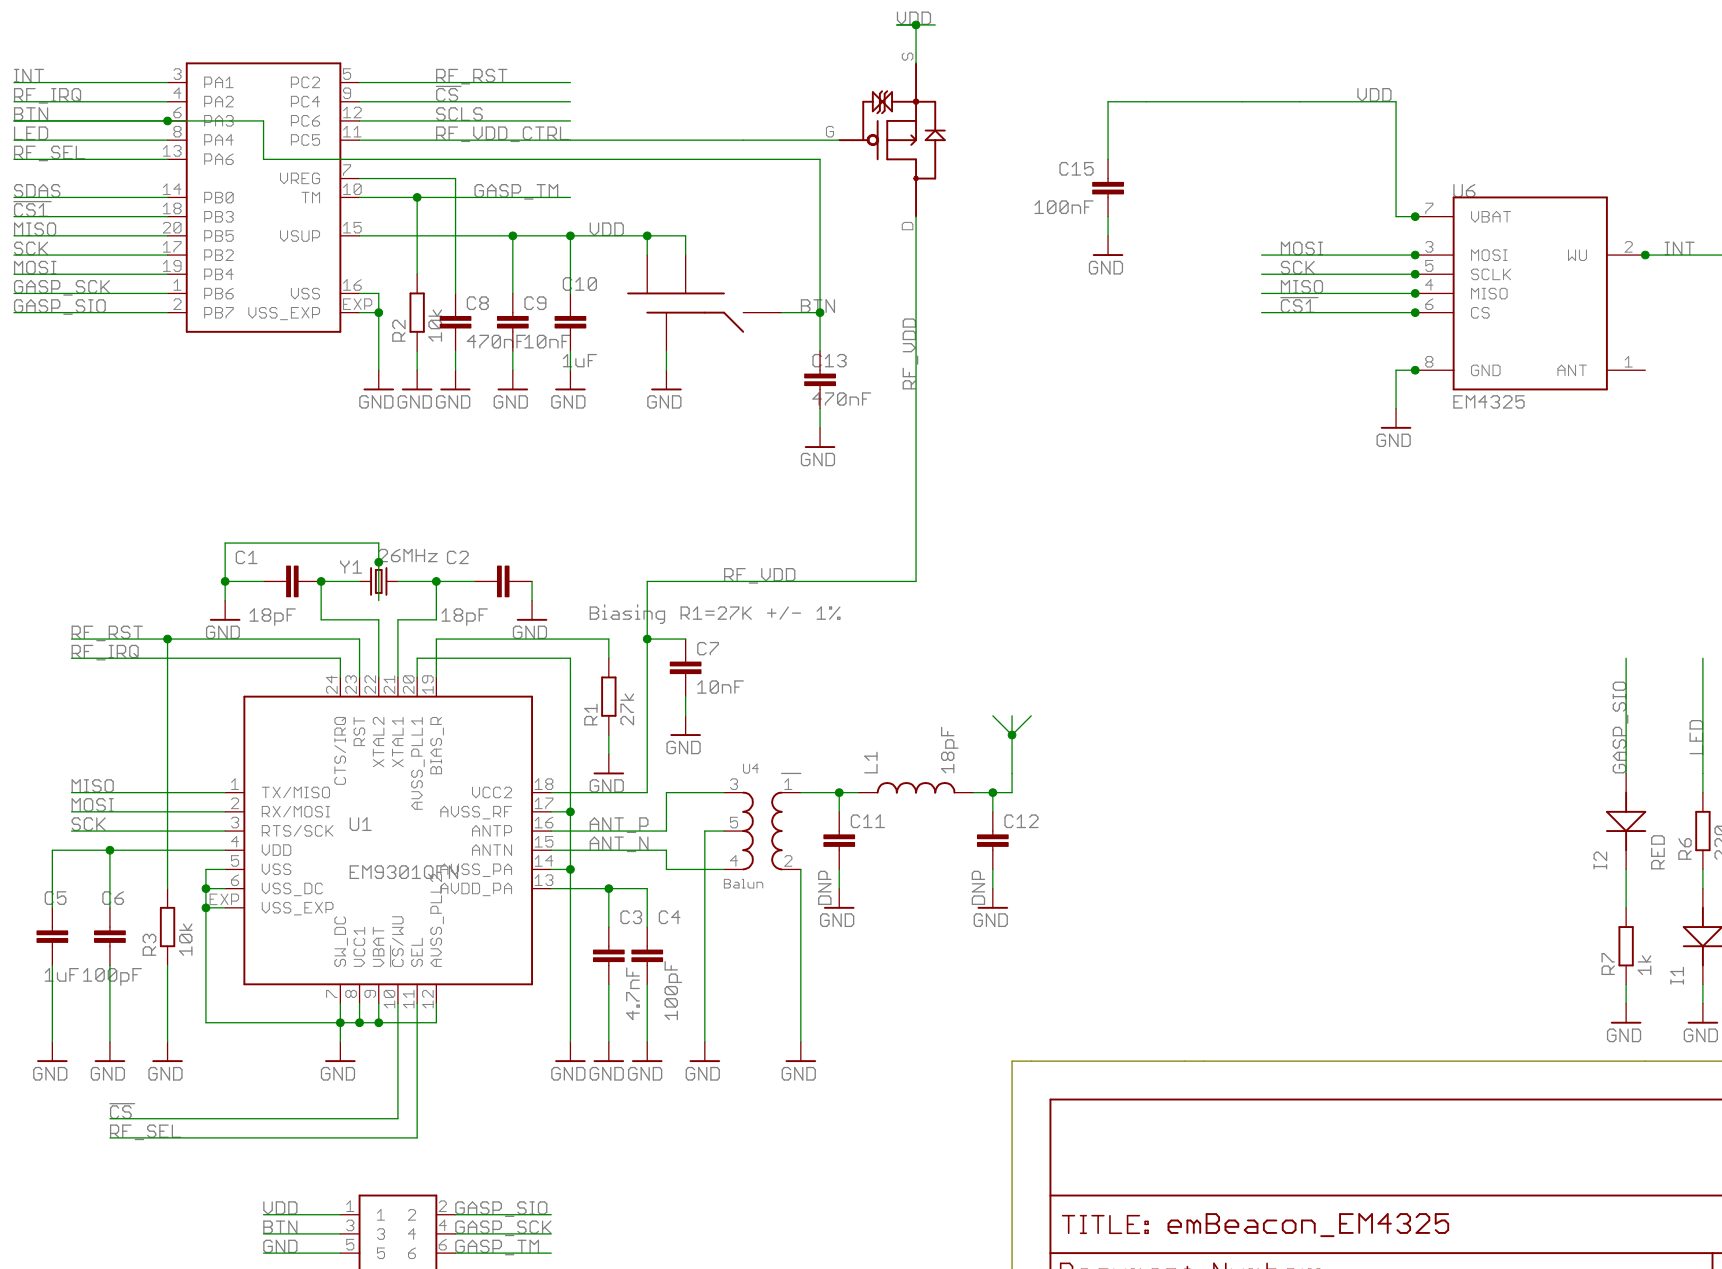 VDD
S
G
D
RF_VDD
INT 3 PA1
RF_IRQ 4 PA2
BTN 6 PA3
LED 8 PA4
RF_SEL 13 PA6
SDAS 14 PB0
CS1 18 PB3
MISO 20 PB5
SCK 17 PB2
MOSI 19 PB4
GASP_SCK 1 PB6
GASP_SIO 2 PB7
PC2 5 RF_RST
PC4 9 CS
PC6 12 SCLS
PC5 11 RF_VDD_CTRL
VREG 7
TM 10 GASP_TM
VSUP 15 VDD
VSS 16
VSS_EXP EXP
R2 10k
C8 470nF
C9 10nF
C10 1uF
BTN
C13
470nF
GND GND GND GND GND GND
GND
VDD
C15
100nF
GND
U6
7 VBAT
MOSI 3 MOSI
SCK 5 SCLK
MISO 4 MISO
CS1 6 CS
8 GND
WU 2 INT
ANT 1
EM4325
GND
C1 Y1 26MHz C2
18pF 18pF
GND GND
RF_VDD
Biasing R1=27K +/- 1%
RF_RST
RF_IRQ
24 23 22 21 20 19
CTS/IRQ
RST
XTAL2
XTAL1
AVSS_PLL1
BIAS_R
R1 27k
GND
C7
10nF
GND
MISO 1 TX/MISO
MOSI 2 RX/MOSI
SCK 3 RTS/SCK
4 VDD
5 VSS
6 VSS_DC
EXP VSS_EXP
U1
EM9301QFN
VCC2 18
AVSS_RF 17
ANTP 16 ANT_P
ANTN 15 ANT_N
AVSS_PA 14
AVDD_PA 13
SW_DC
VCC1
VBAT
CS/WU
SEL
AVSS_PLL2
7 8 9 10 11 12
C5 1uF
C6 100pF
R3 10k
C3 4.7nF
C4 100pF
U4
3 1
5
4 2
Balun
L1 18pF
C11 DNP
C12 DNP
GND GND
GND GND GND GND GND GND GND GND GND
CS
RF_SEL
GASP_SIO
LED
I2 RED
R7 1k
R6
I1
GND GND
VDD 1 1 2 2 GASP_SIO
BTN 3 3 4 4 GASP_SCK
GND 5 5 6 6 GASP_TM
TITLE: emBeacon_EM4325
Document Number: